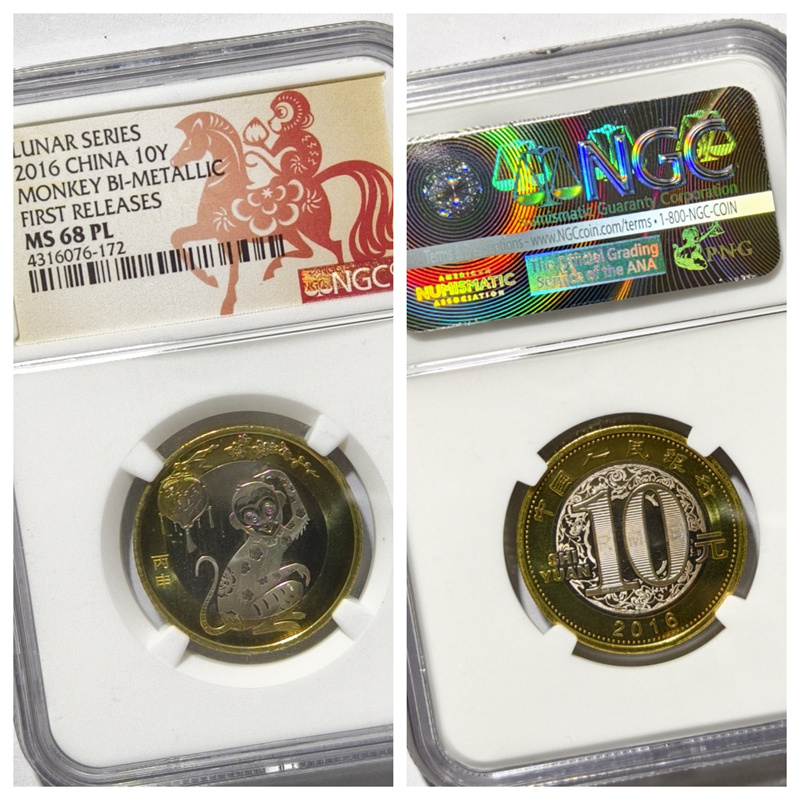 LUNAR SERIES
2016 CHINA 10Y
MONKEY BI-METALLIC
FIRST RELEASES
MS 68 PL
4316076-172
NGC
丙申
NGC
Numismatic Guaranty Corporation
www.NGCcoin.com/terms • 1-800-NGC-COIN
AMERICAN
NUMISMATIC
ASSOCIATION
The Official Grading
Service of the ANA
PNG
中国人民银行
10
元
SHI
YUAN
2016